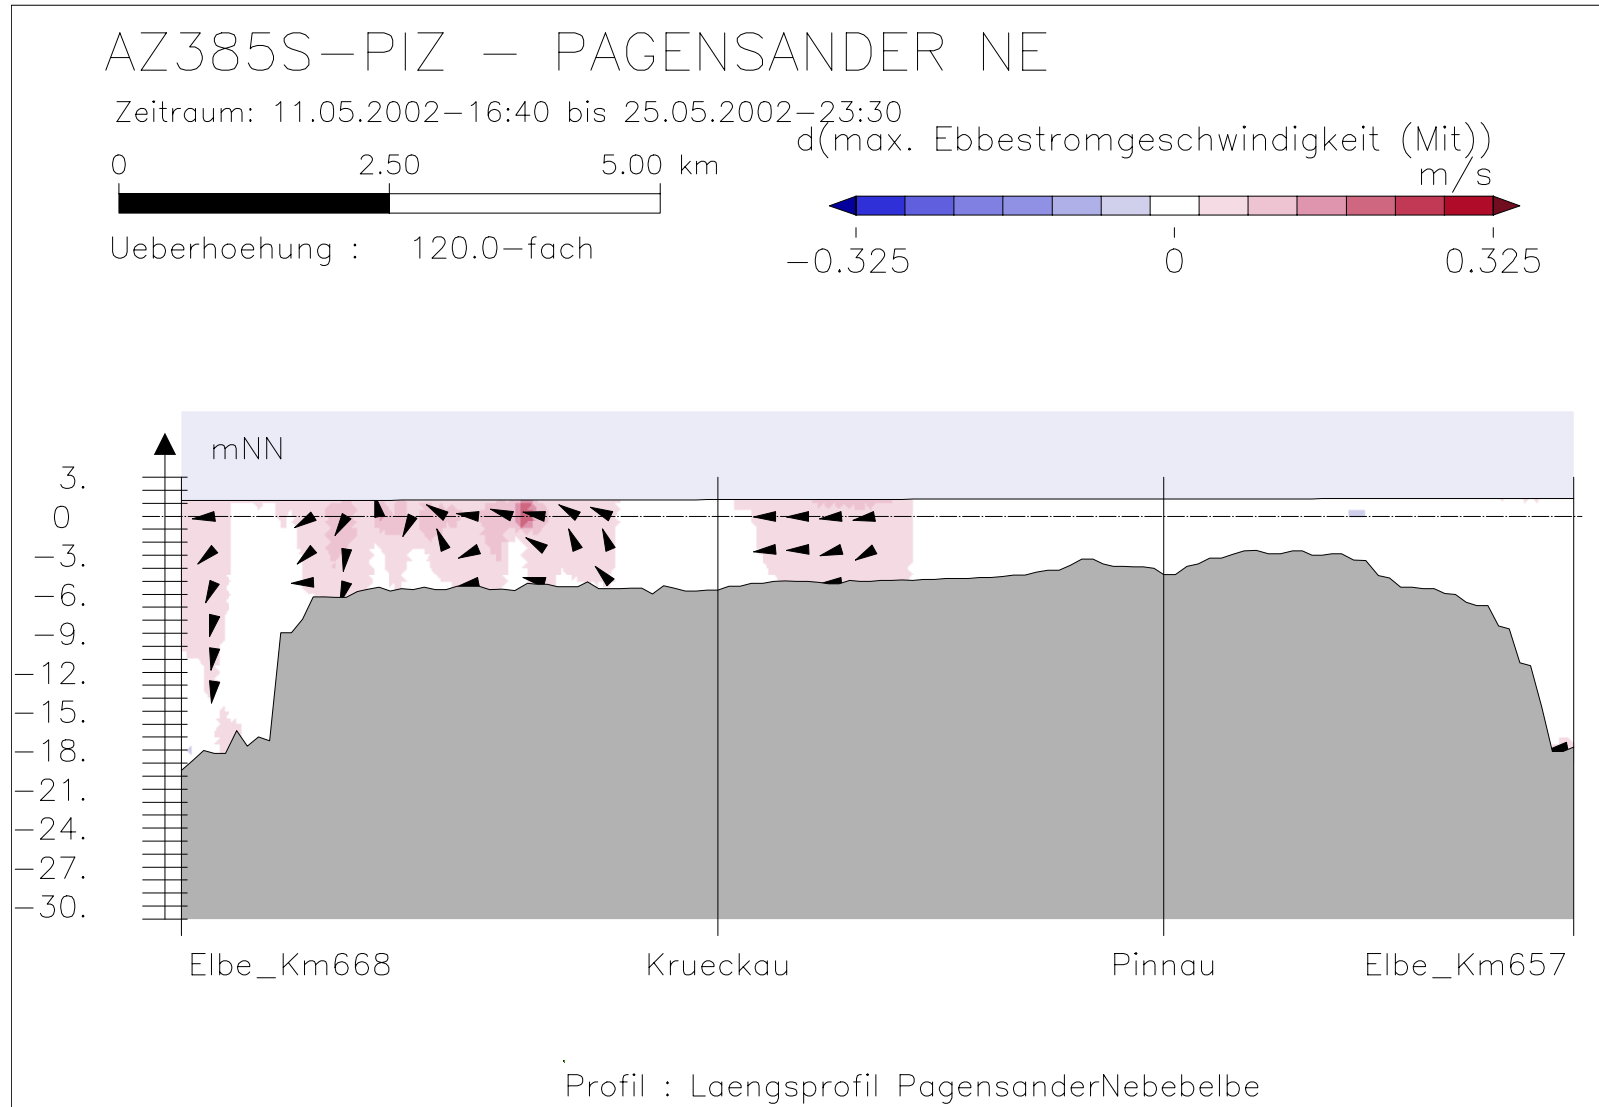 AZ385S-PIZ - PAGENSANDER NE
Zeitraum: 11.05.2002-16:40 bis 25.05.2002-23:30
d(max. Ebbestromgeschwindigkeit (Mit))
m/s
0 2.50 5.00 km
Ueberhoehung : 120.0-fach
-0.325 0 0.325
mNN
3.
0
-3.
-6.
-9.
-12.
-15.
-18.
-21.
-24.
-27.
-30.
Elbe_Km668 Krueckau Pinnau Elbe_Km657
Profil : Laengsprofil PagensanderNebebelbe